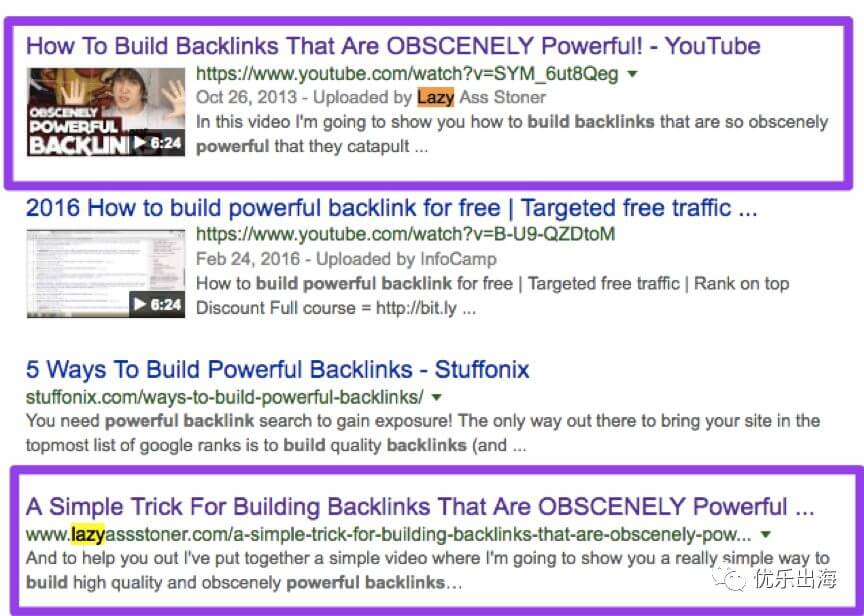 How To Build Backlinks That Are OBSCENELY Powerful! - YouTube
https://www.youtube.com/watch?v=SYM_6ut8Qeg
Oct 26, 2013 - Uploaded by Lazy Ass Stoner
In this video I'm going to show you how to build backlinks that are so obscenely
powerful that they catapult ...
OBSCENELY
POWERFUL
BACKLIN
6:24
2016 How to build powerful backlink for free | Targeted free traffic ...
https://www.youtube.com/watch?v=B-U9-QZDtoM
Feb 24, 2016 - Uploaded by InfoCamp
How to build powerful backlink for free | Targeted free traffic | Rank on top
Discount Full course = http://bit.ly ...
6:24
5 Ways To Build Powerful Backlinks - Stuffonix
stuffonix.com/ways-to-build-powerful-backlinks/
You need powerful backlink search to gain exposure! The only way out there to bring your site in the
topmost list of google ranks is to build quality backlinks (and ...
A Simple Trick For Building Backlinks That Are OBSCENELY Powerful ...
www.lazyassstoner.com/a-simple-trick-for-building-backlinks-that-are-obscenely-pow...
And to help you out I've put together a simple video where I'm going to show you a really simple way to
build high quality and obscenely powerful backlinks...
优乐出海